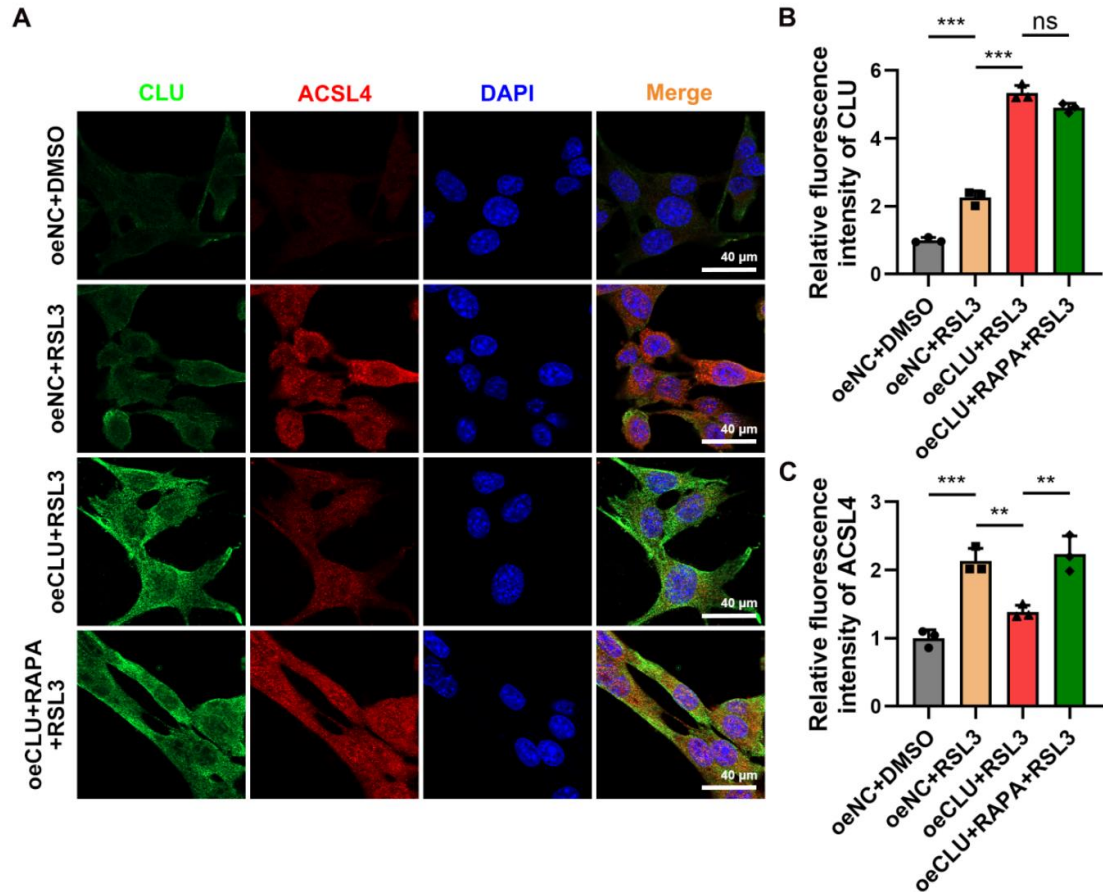 A
CLU
ACSL4
DAPI
Merge
oeNC+DMSO
40 µm
oeNC+RSL3
40 µm
oeCLU+RSL3
40 µm
oeCLU+RAPA
+RSL3
40 µm
B
Relative fluorescence
intensity of CLU
***
***
ns
6
4
2
0
oeNC+DMSO
oeNC+RSL3
oeCLU+RSL3
oeCLU+RAPA+RSL3
C
Relative fluorescence
intensity of ACSL4
***
**
**
3
2
1
0
oeNC+DMSO
oeNC+RSL3
oeCLU+RSL3
oeCLU+RAPA+RSL3